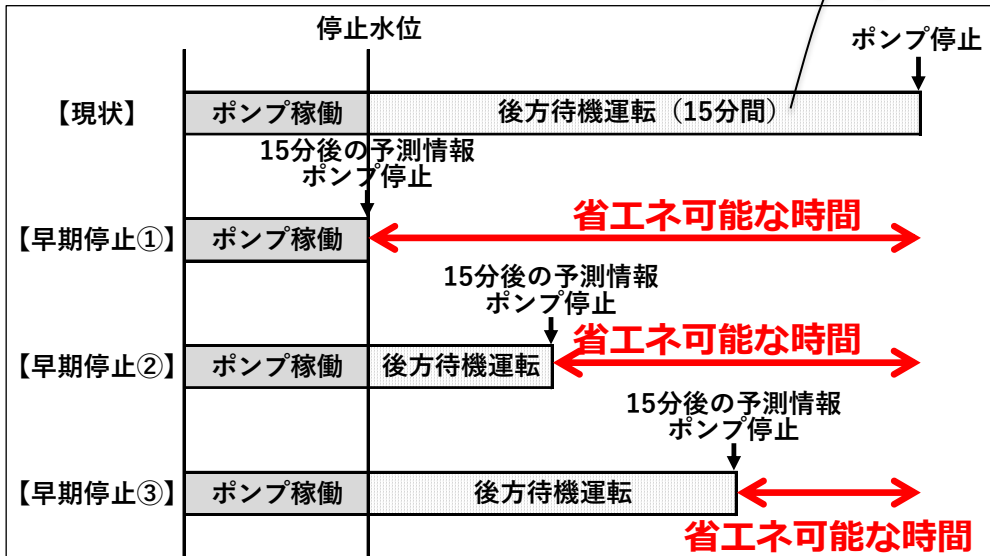 停止水位
ポンプ停止
【現状】
ポンプ稼働
後方待機運転（15分間）
15分後の予測情報
ポンプ停止
省エネ可能な時間
【早期停止①】
ポンプ稼働
15分後の予測情報
ポンプ停止
省エネ可能な時間
【早期停止②】
ポンプ稼働
後方待機運転
15分後の予測情報
ポンプ停止
【早期停止③】
ポンプ稼働
後方待機運転
省エネ可能な時間